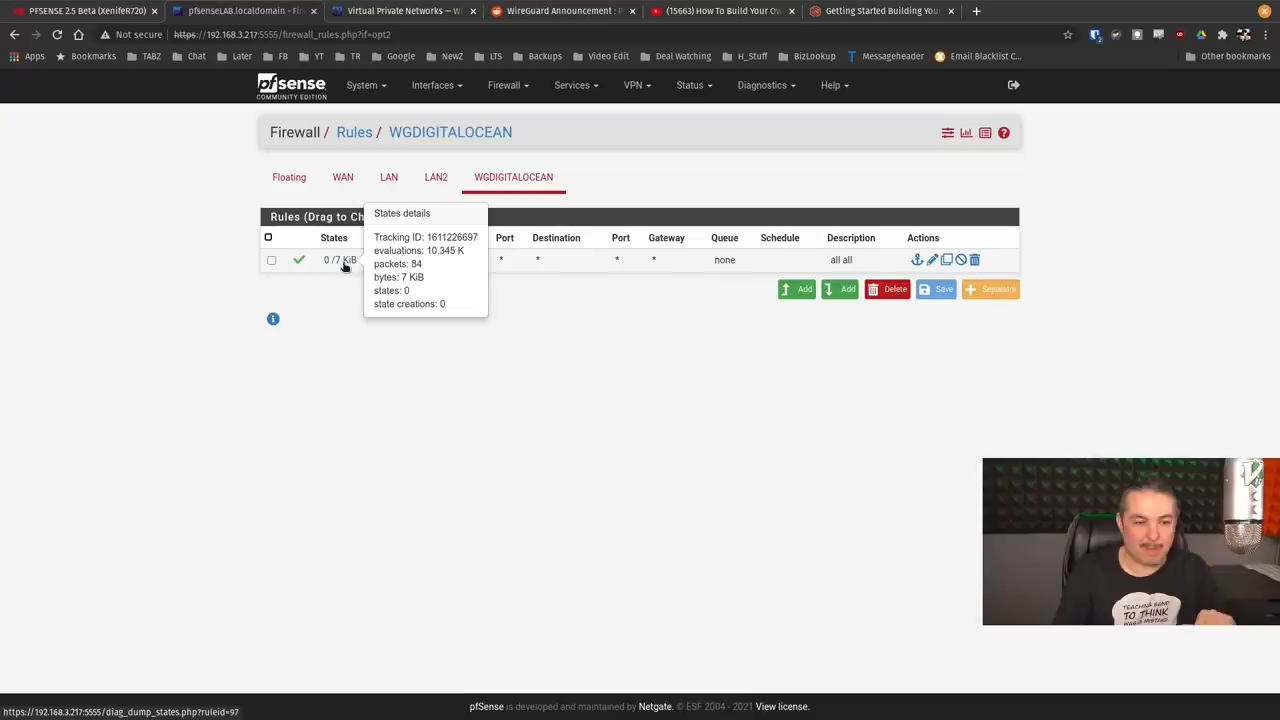 PFSENSE 2.5 Beta (XenifeR720)
pfsenseLAB.localdomain - Fi
Virtual Private Networks — W
WireGuard Announcement : P
(15663) How To Build Your Ow
Getting Started Building You
Not secure
https://192.168.3.217:5555/firewall_rules.php?if=opt2
Apps Bookmarks TABZ Chat Later FB YT TR Google NewZ LTS Backups Video Edit Deal Watching H_Stuff BizLookup Messageheader Email Blacklist C... Other bookmarks
pfsense
COMMUNITY EDITION
System Interfaces Firewall Services VPN Status Diagnostics Help
Firewall / Rules / WGDIGITALOCEAN
Floating WAN LAN LAN2 WGDIGITALOCEAN
Rules (Drag to Ch
States Port Destination Port Gateway Queue Schedule Description Actions
0 /7 KiB * * * * none all all
States details
Tracking ID: 1611226697
evaluations: 10.345 K
packets: 84
bytes: 7 KiB
states: 0
state creations: 0
Add Add Delete Save Separator
TO THINK
https://192.168.3.217:5555/diag_dump_states.php?ruleid=97
pfSense is developed and maintained by Netgate. © ESF 2004 - 2021 View license.